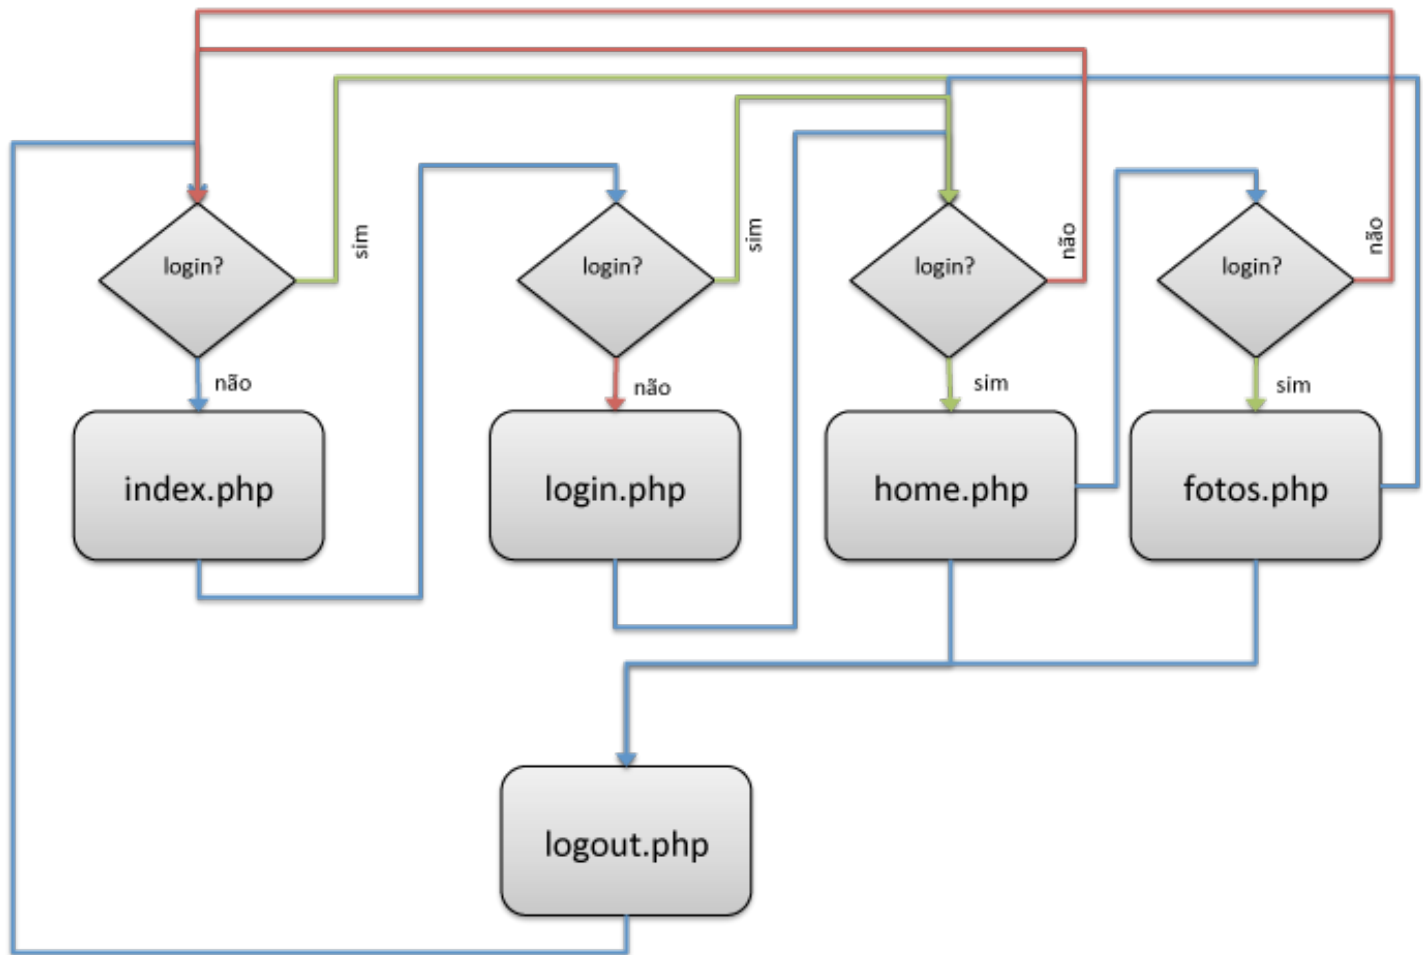 login?
sim
login?
sim
login?
não
login?
não
não
não
sim
sim
index.php
login.php
home.php
fotos.php
logout.php